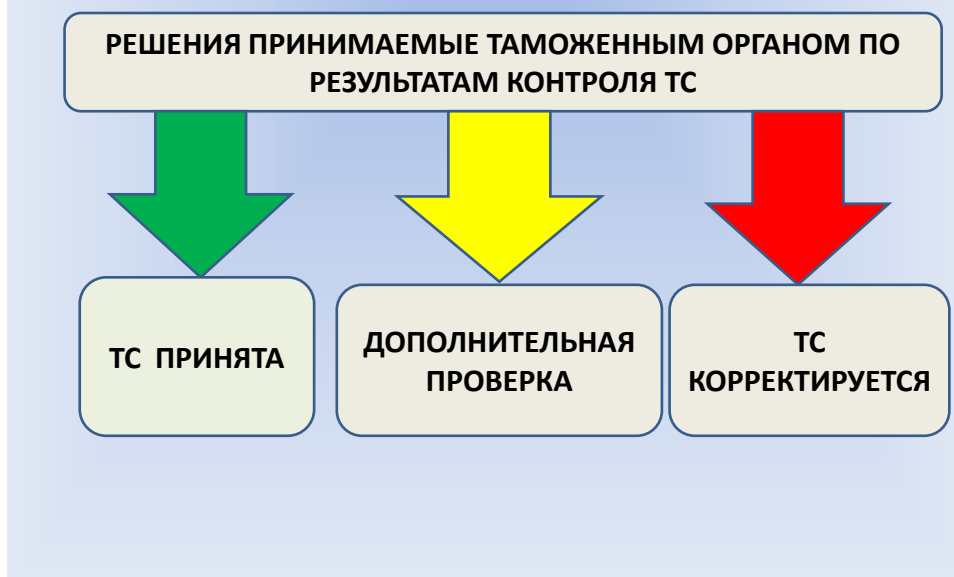 РЕШЕНИЯ ПРИНИМАЕМЫЕ ТАМОЖЕННЫМ ОРГАНОМ ПО
РЕЗУЛЬТАТАМ КОНТРОЛЯ ТС
ТС ПРИНЯТА
ДОПОЛНИТЕЛЬНАЯ
ПРОВЕРКА
ТС
КОРРЕКТИРУЕТСЯ